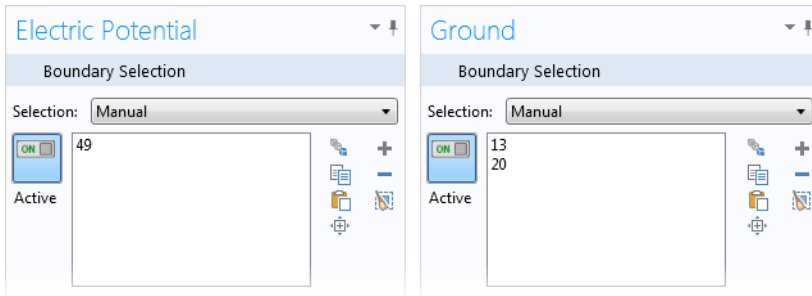 Electric Potential
Boundary Selection
Selection: Manual
ON
49
Active
Ground
Boundary Selection
Selection: Manual
ON
13
20
Active